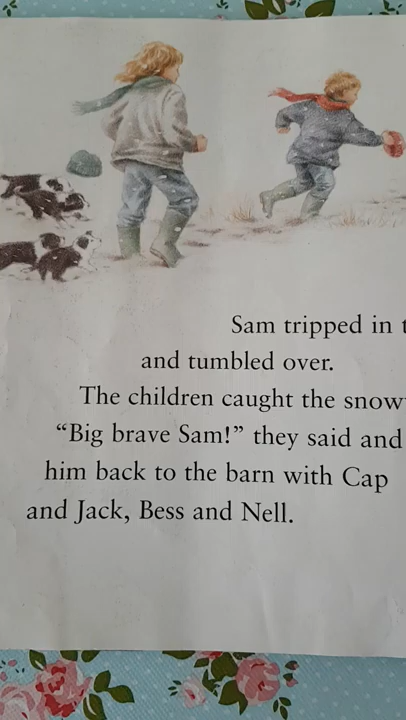 Sam tripped in
and tumbled over.
The children caught the
“Big brave Sam!” they said and
him back to the barn with Cap
and Jack, Bess and Nell.